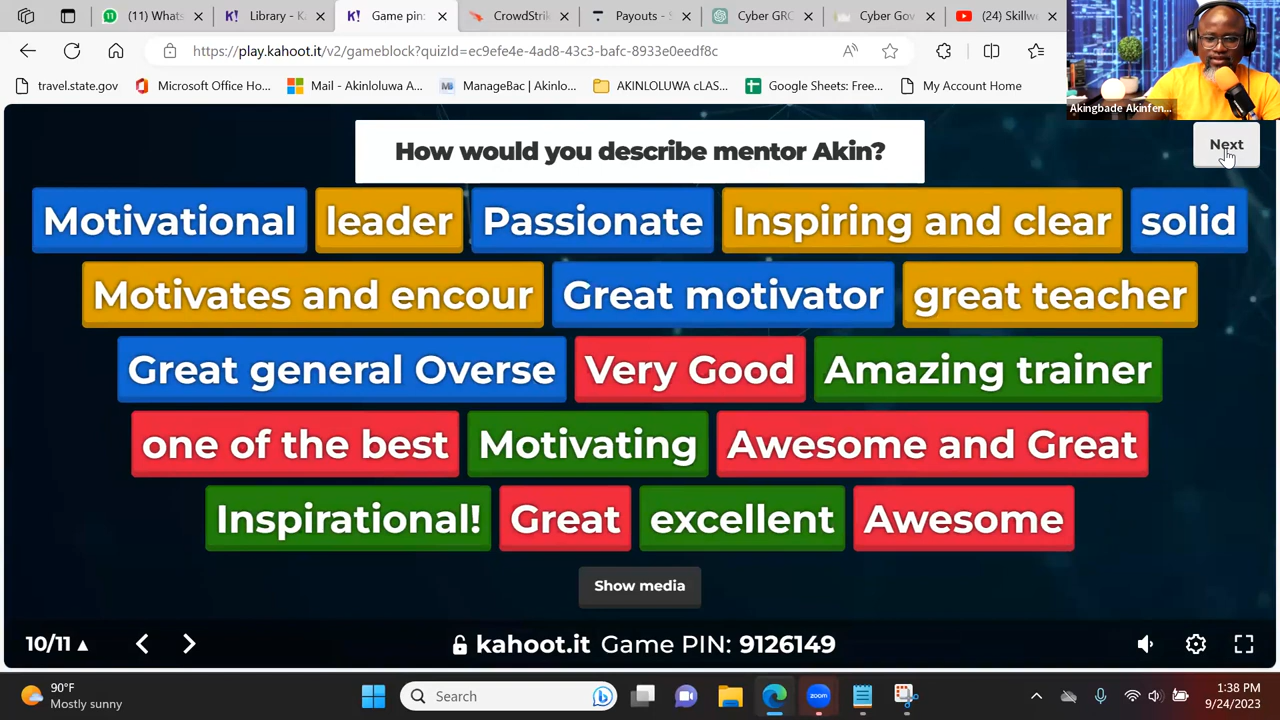 (11) Whats
Library - K
Game pin:
CrowdStrik
Payouts - S
Cyber GRC
Cyber Gov
(24) Skillw
https://play.kahoot.it/v2/gameblock?quizId=ec9efe4e-4ad8-43c3-bafc-8933e0eedf8c
travel.state.gov
Microsoft Office Ho...
Mail - Akinloluwa A...
ManageBac | Akinlo...
AKINLOLUWA cLAS...
Google Sheets: Free...
My Account Home
Akingbade Akinfen...
How would you describe mentor Akin?
Next
Motivational leader Passionate Inspiring and clear solid
Motivates and encour Great motivator great teacher
Great general Overse Very Good Amazing trainer
one of the best Motivating Awesome and Great
Inspirational! Great excellent Awesome
Show media
10/11 kahoot.it Game PIN: 9126149
90°F
Mostly sunny
Search
zoom
1:38 PM
9/24/2023